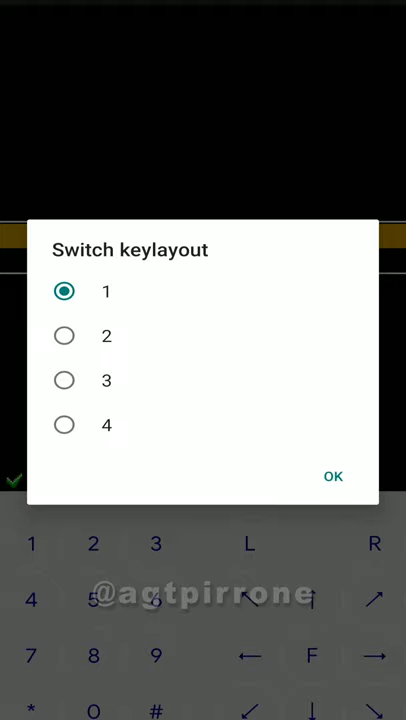 Switch keylayout
1
2
3
4
OK
1 2 3 L R
4 5 6 ↖ ↑ ↗
@agtpirrone
7 8 9 ← F →
* 0 # ↙ ↓ ↘